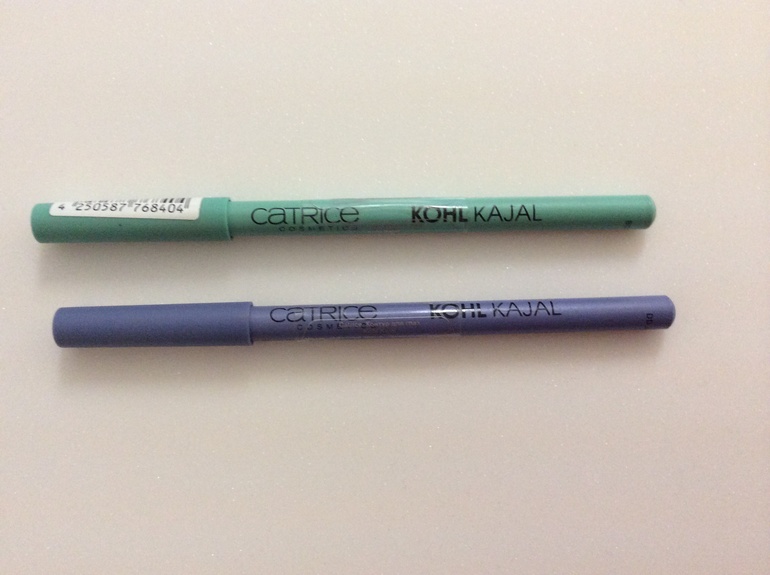 4 250587 768404
CATRICE KOHL KAJAL
COSMETICS
CATRICE KOHL KAJAL